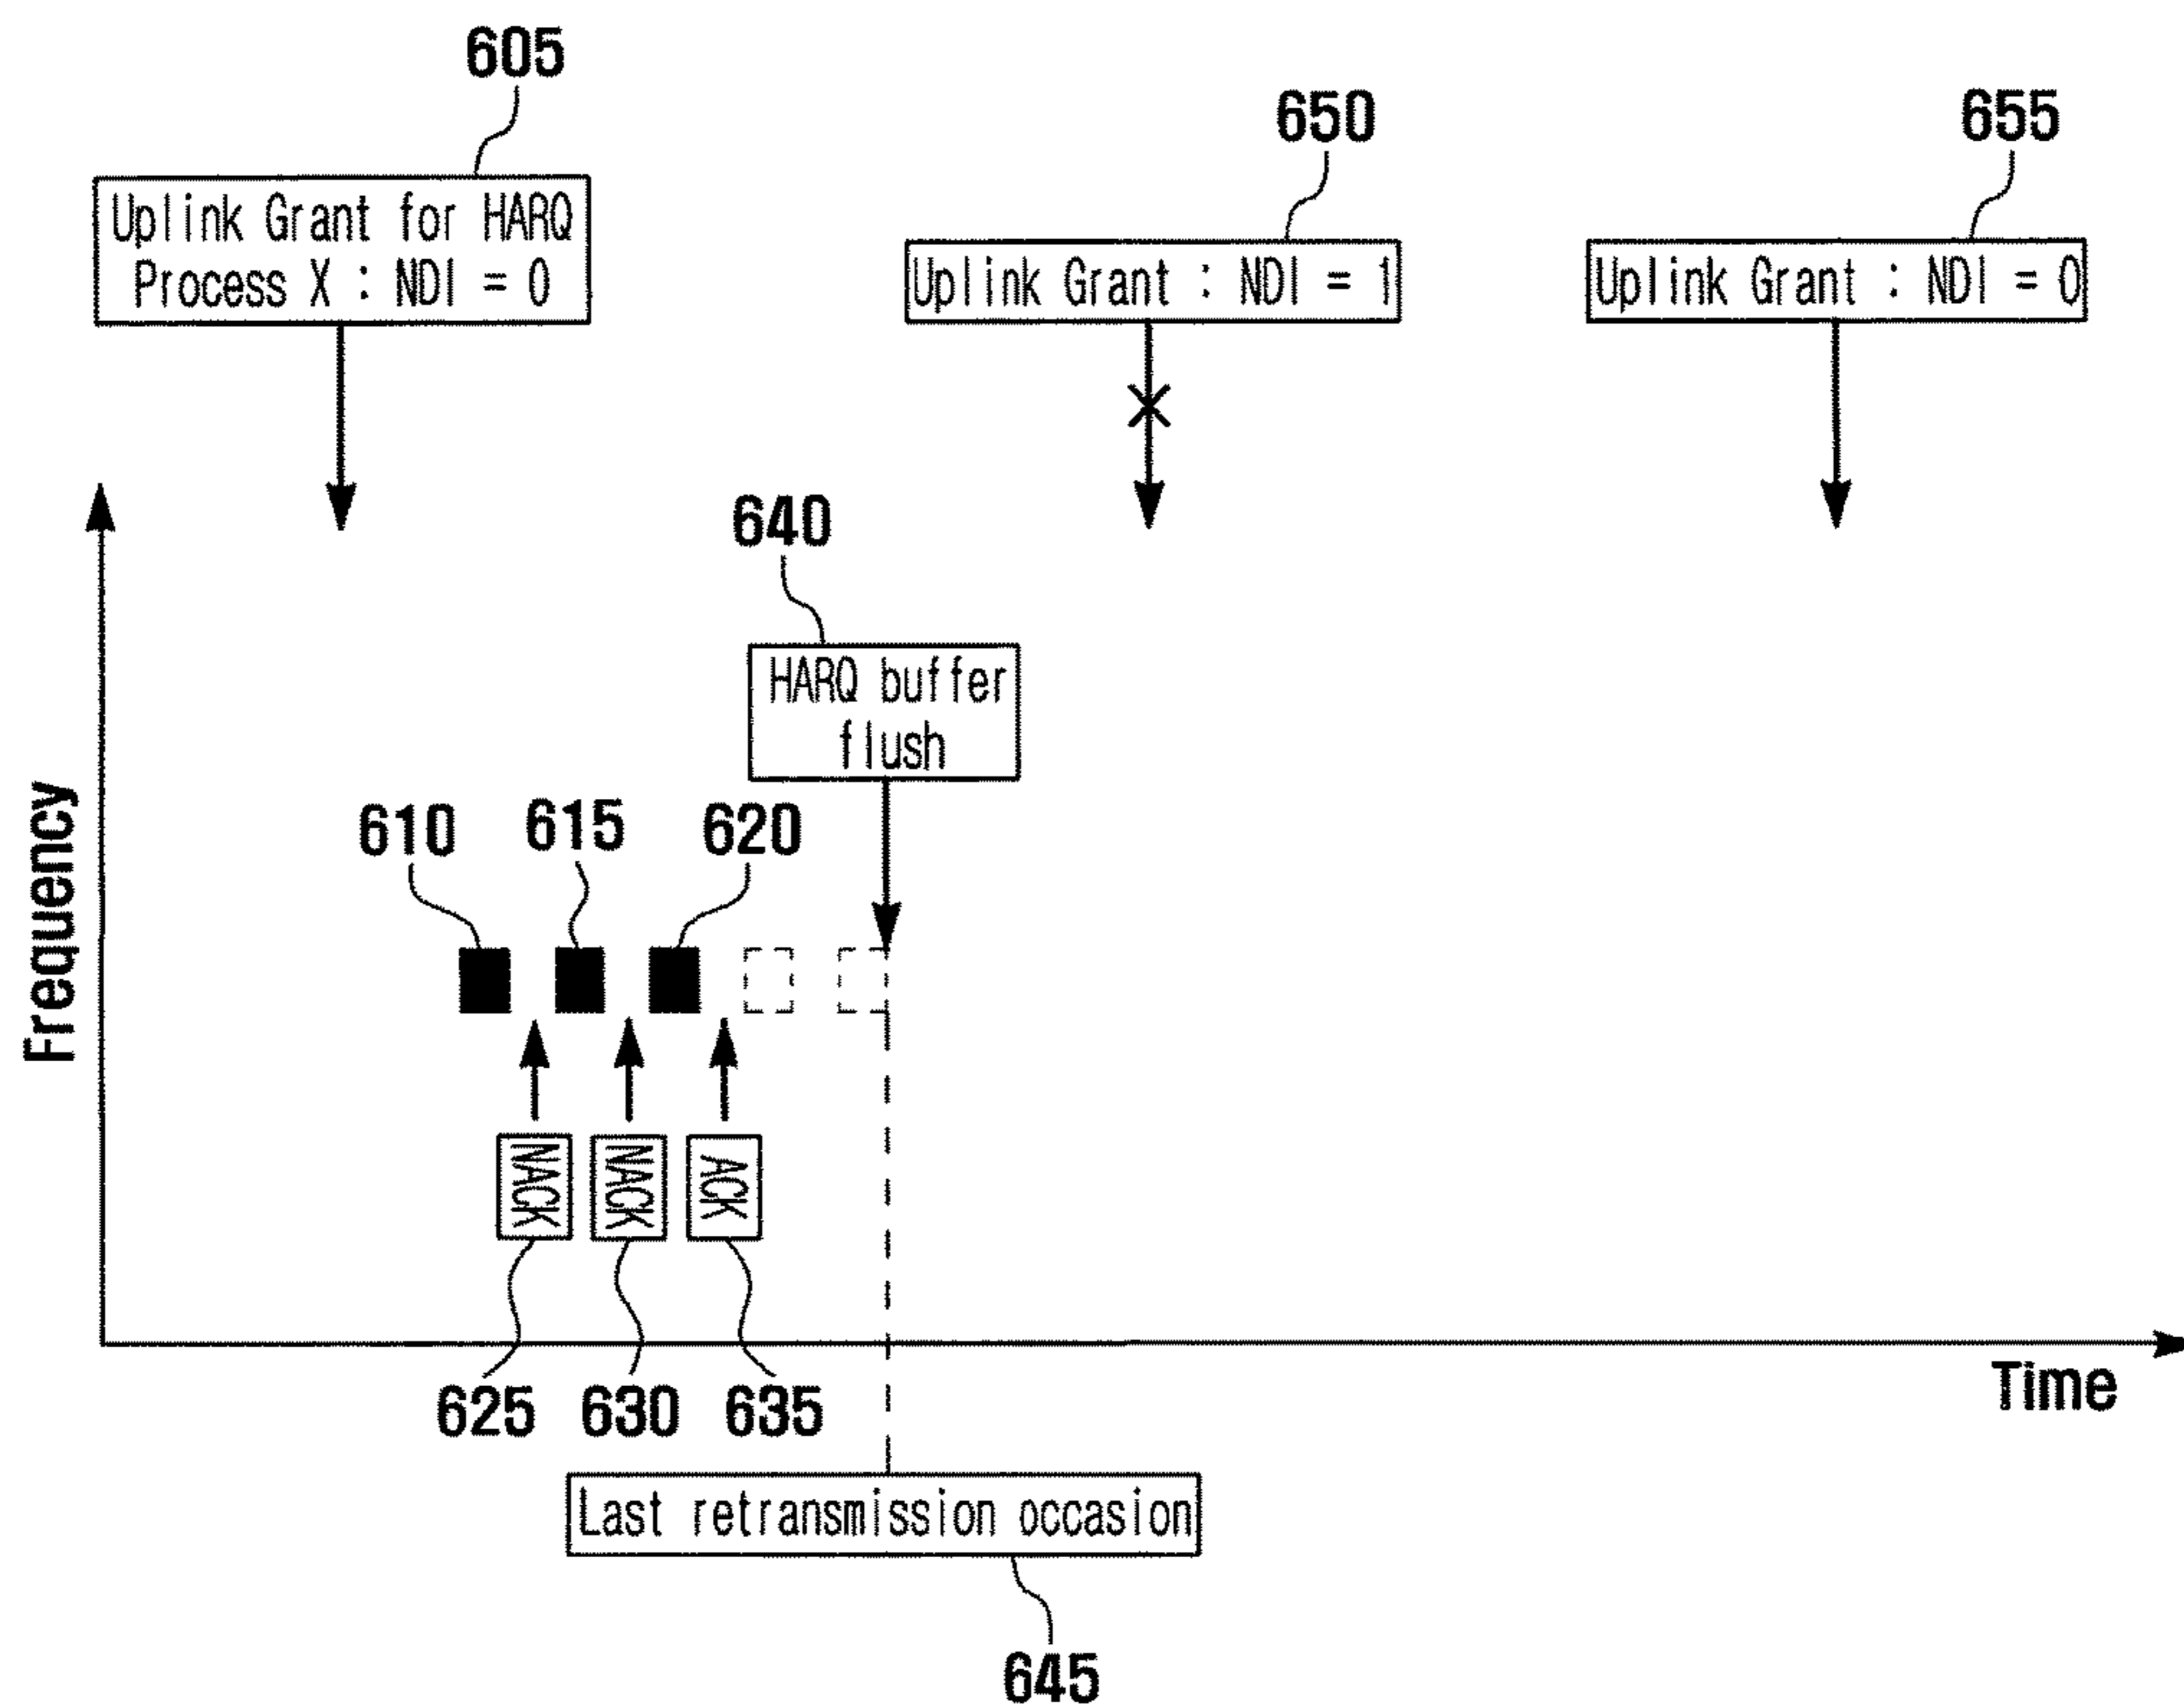 605
650
655
Uplink Grant for HARQ
Process X : NDI = 0
Uplink Grant : NDI = 1
Uplink Grant : NDI = 0
640
HARQ buffer
flush
Frequency
610
615
620
NACK
NACK
ACK
625
630
635
Time
Last retransmission occasion
645